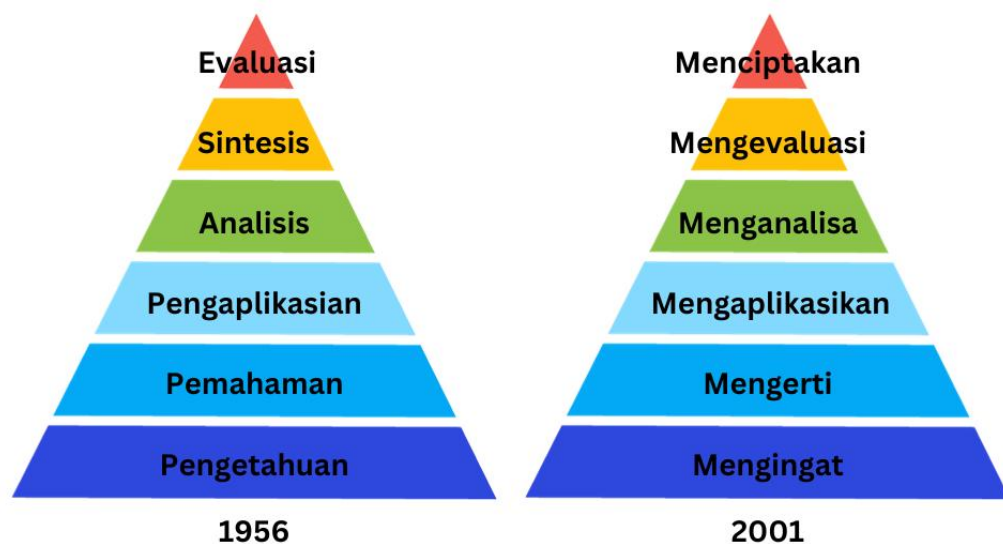 Evaluasi
Sintesis
Analisis
Pengaplikasian
Pemahaman
Pengetahuan
1956
Menciptakan
Mengevaluasi
Menganalisa
Mengaplikasikan
Mengerti
Mengingat
2001